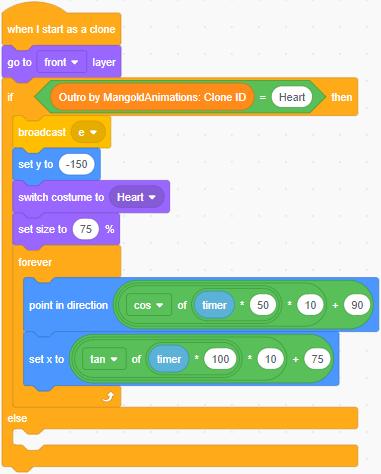 when I start as a clone
go to front layer
if Outro by MangoldAnimations: Clone ID = Heart then
broadcast e
set y to -150
switch costume to Heart
set size to 75 %
forever
point in direction cos of timer * 50 * 10 + 90
set x to tan of timer * 100 * 10 + 75
else